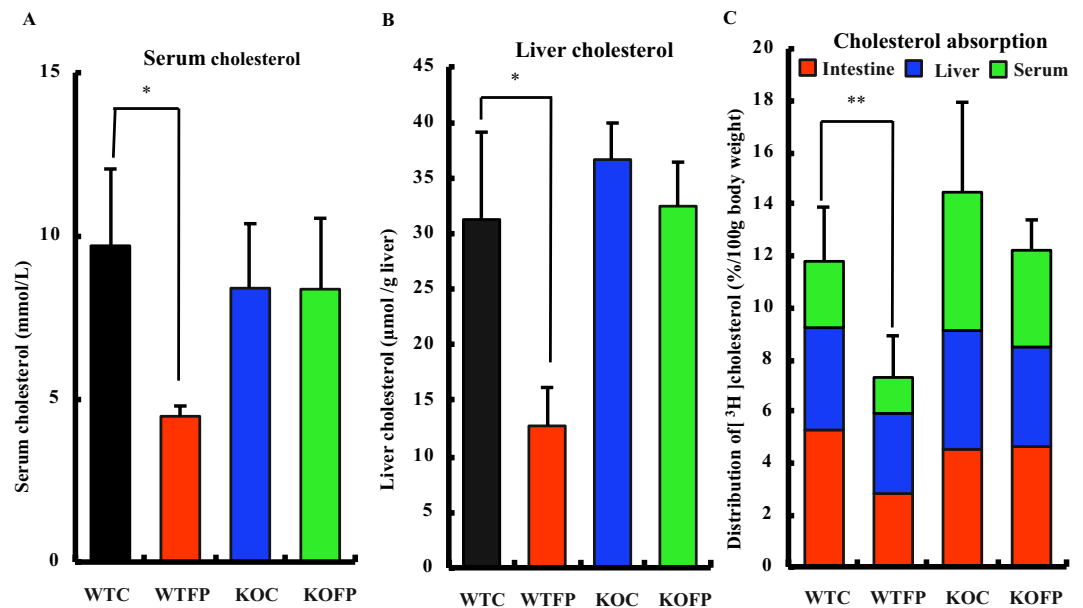 A
Serum cholesterol
Serum cholesterol (mmol/L)
15
10
5
0
*
WTC WTFP KOC KOFP
B
Liver cholesterol
Liver cholesterol (μmol /g liver)
45
40
35
30
25
20
15
10
5
0
*
WTC WTFP KOC KOFP
C
Cholesterol absorption
Intestine Liver Serum
Distribution of[ ³H ]cholesterol (%/100g body weight)
20
18
16
14
12
10
8
6
4
2
0
**
WTC WTFP KOC KOFP